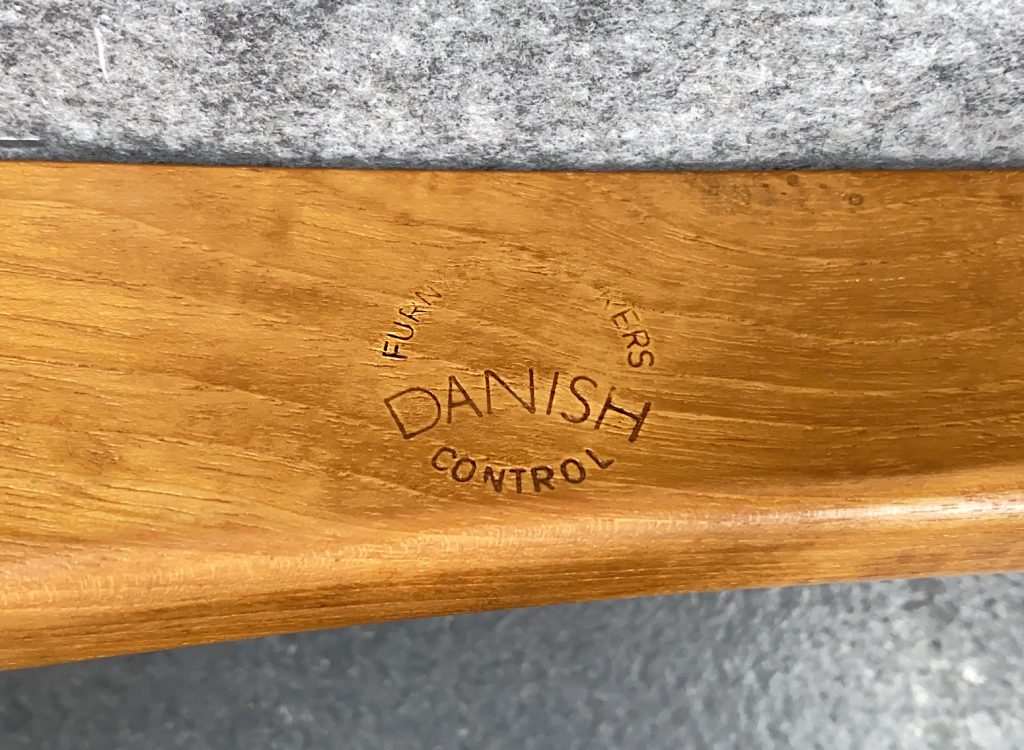 FURN KERS
DANISH
CONTROL